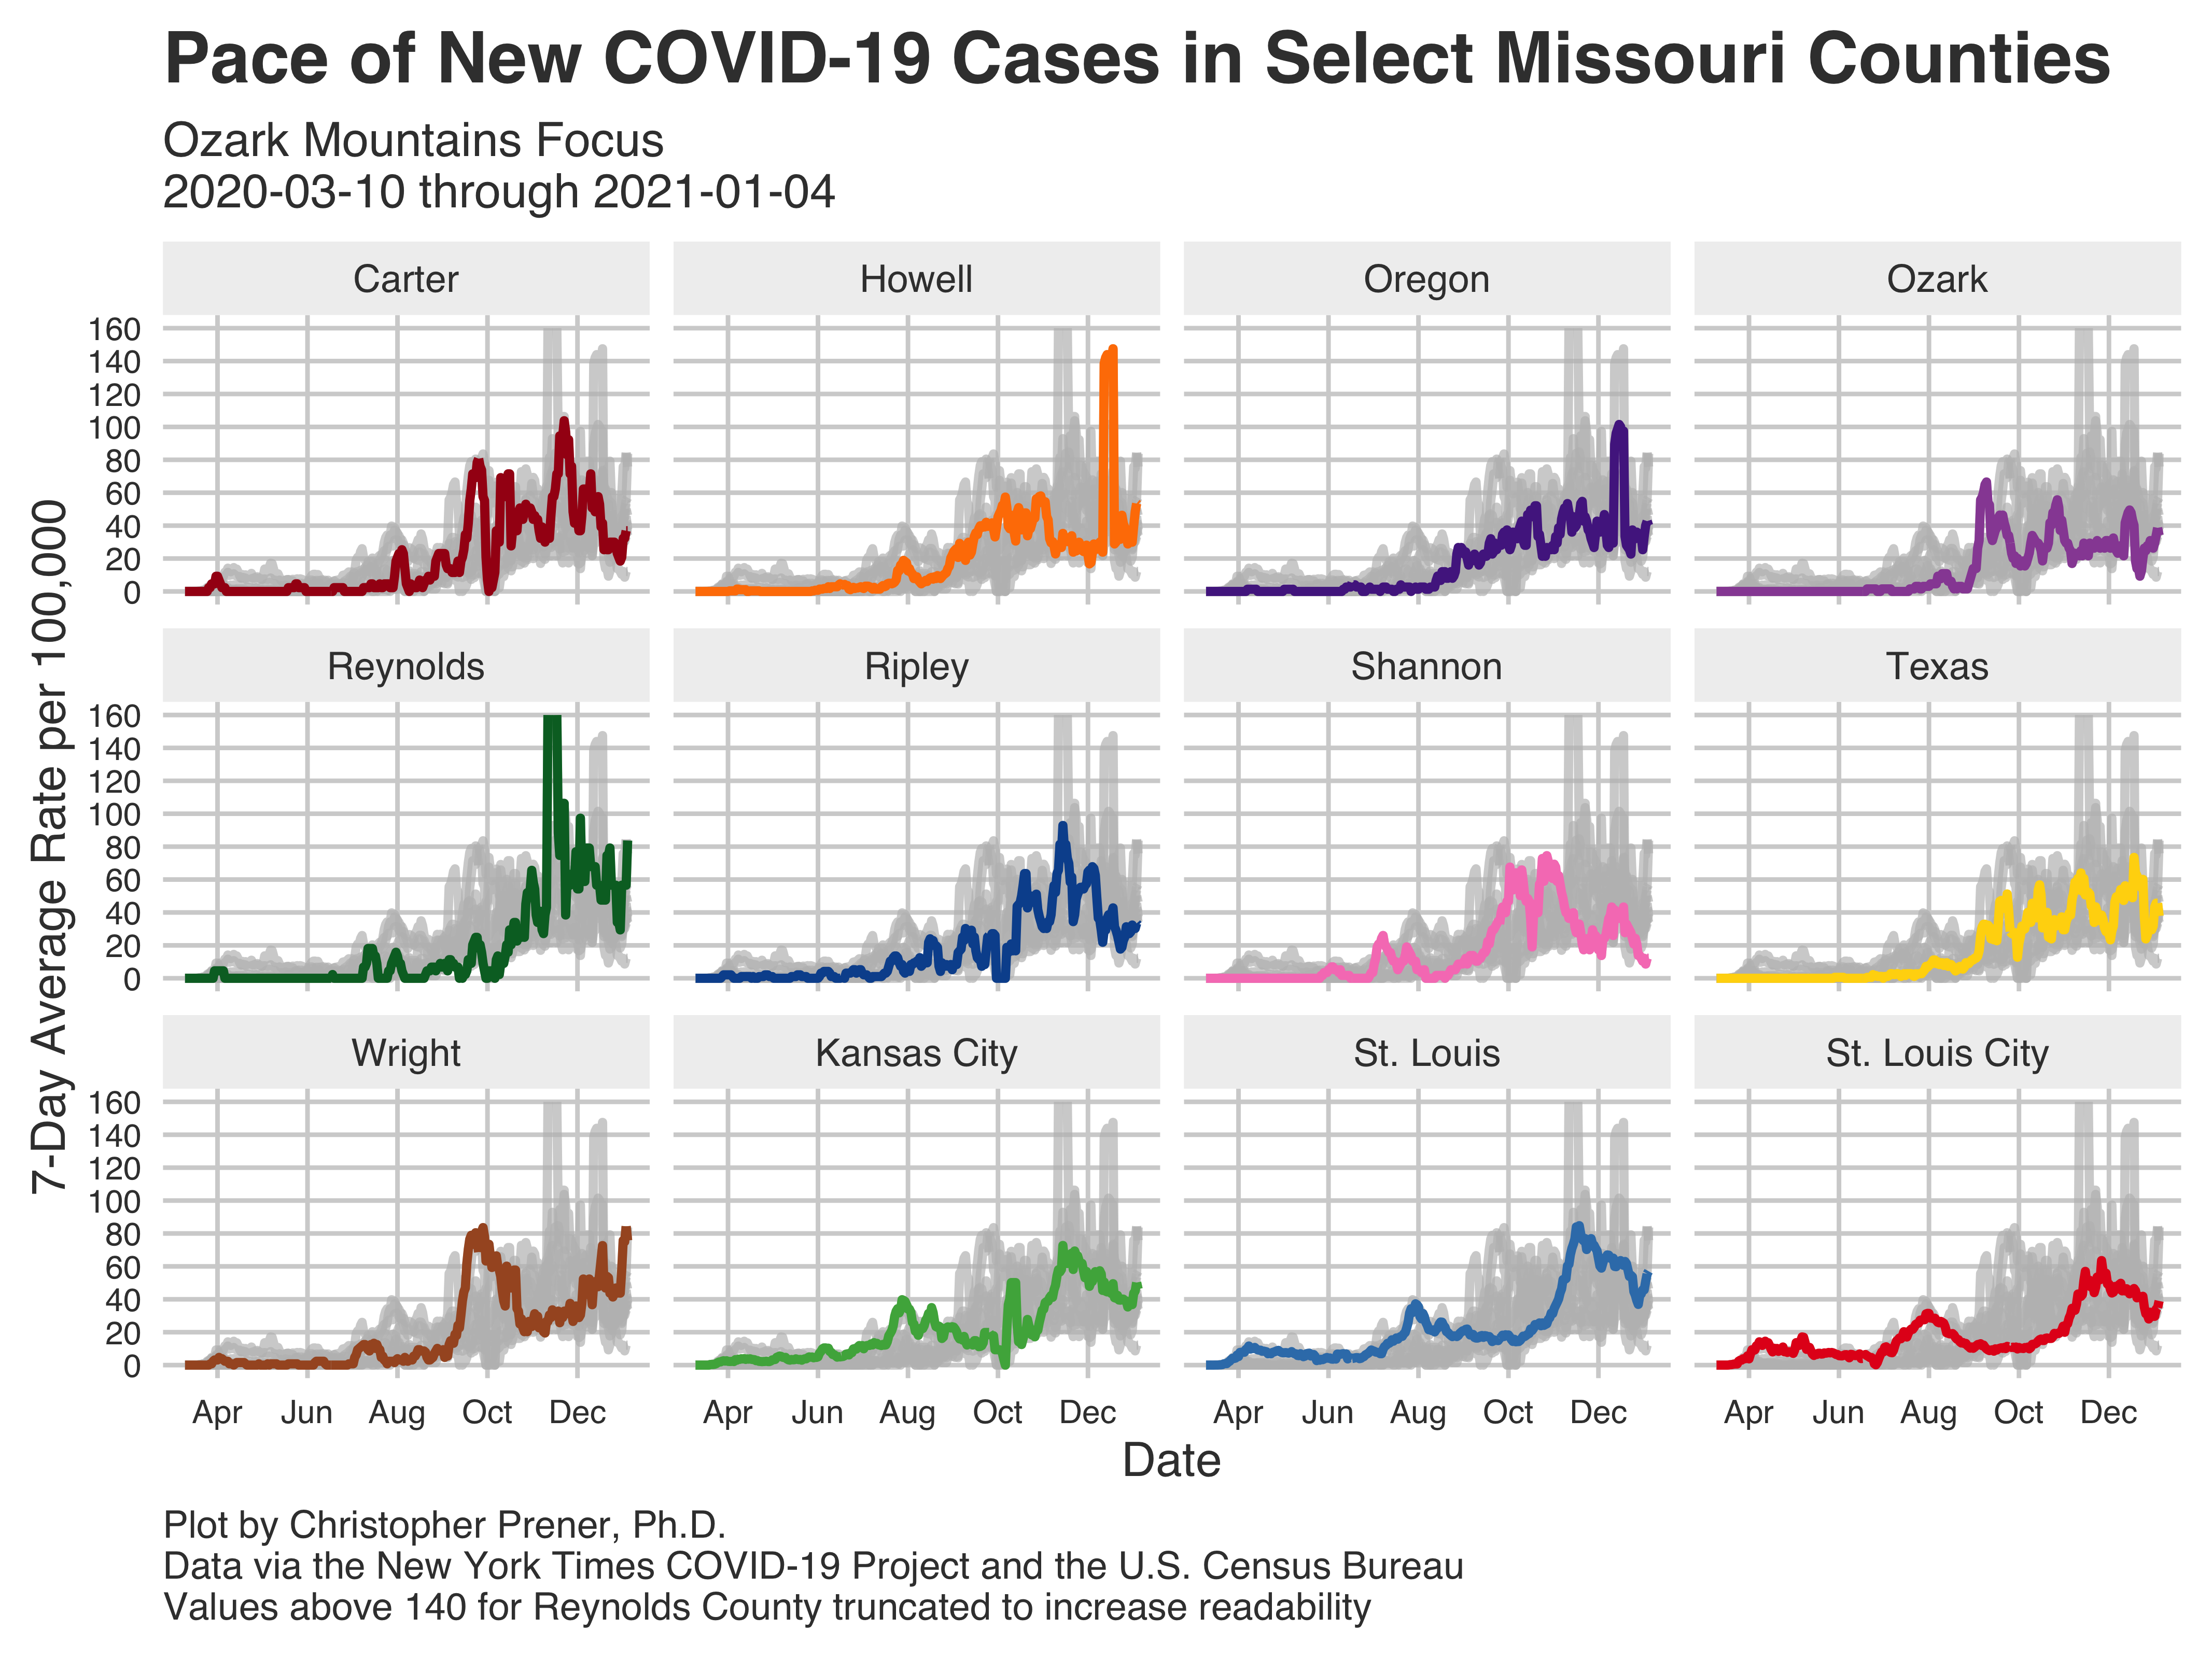 Pace of New COVID-19 Cases in Select Missouri Counties
Ozark Mountains Focus
2020-03-10 through 2021-01-04
7-Day Average Rate per 100,000
Carter
Howell
Oregon
Ozark
160
140
120
100
80
60
40
20
0
Reynolds
Ripley
Shannon
Texas
160
140
120
100
80
60
40
20
0
Wright
Kansas City
St. Louis
St. Louis City
160
140
120
100
80
60
40
20
0
Apr Jun Aug Oct Dec
Apr Jun Aug Oct Dec
Apr Jun Aug Oct Dec
Apr Jun Aug Oct Dec
Date
Plot by Christopher Prener, Ph.D.
Data via the New York Times COVID-19 Project and the U.S. Census Bureau
Values above 140 for Reynolds County truncated to increase readability